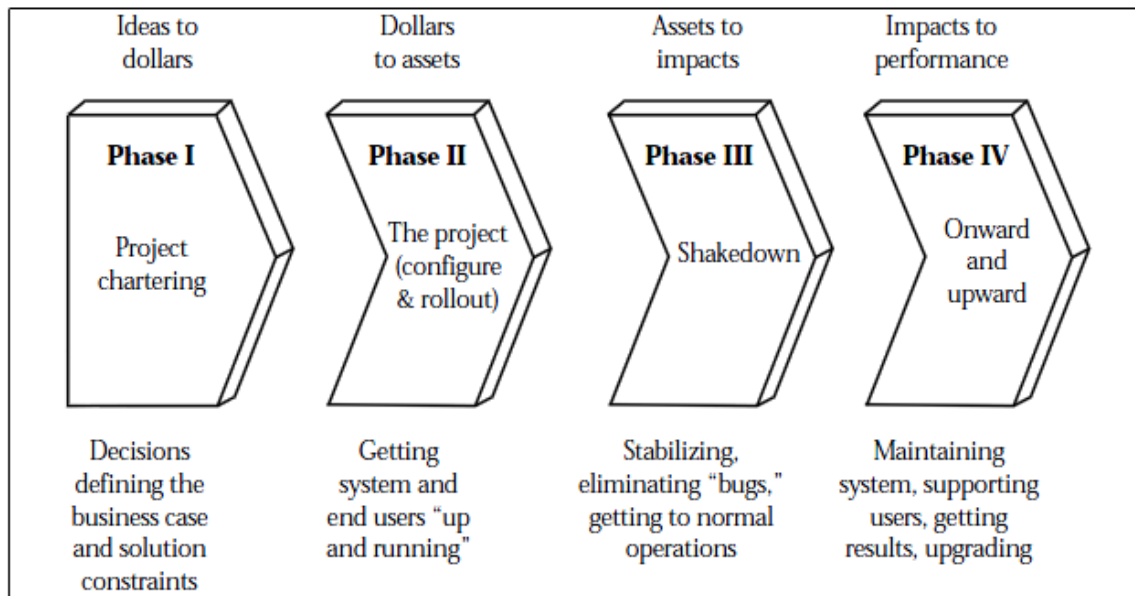 Ideas to
dollars
Dollars
to assets
Assets to
impacts
Impacts to
performance
Phase I
Project
chartering
Phase II
The project
(configure
& rollout)
Phase III
Shakedown
Phase IV
Onward
and
upward
Decisions
defining the
business case
and solution
constraints
Getting
system and
end users “up
and running”
Stabilizing,
eliminating “bugs,”
getting to normal
operations
Maintaining
system, supporting
users, getting
results, upgrading